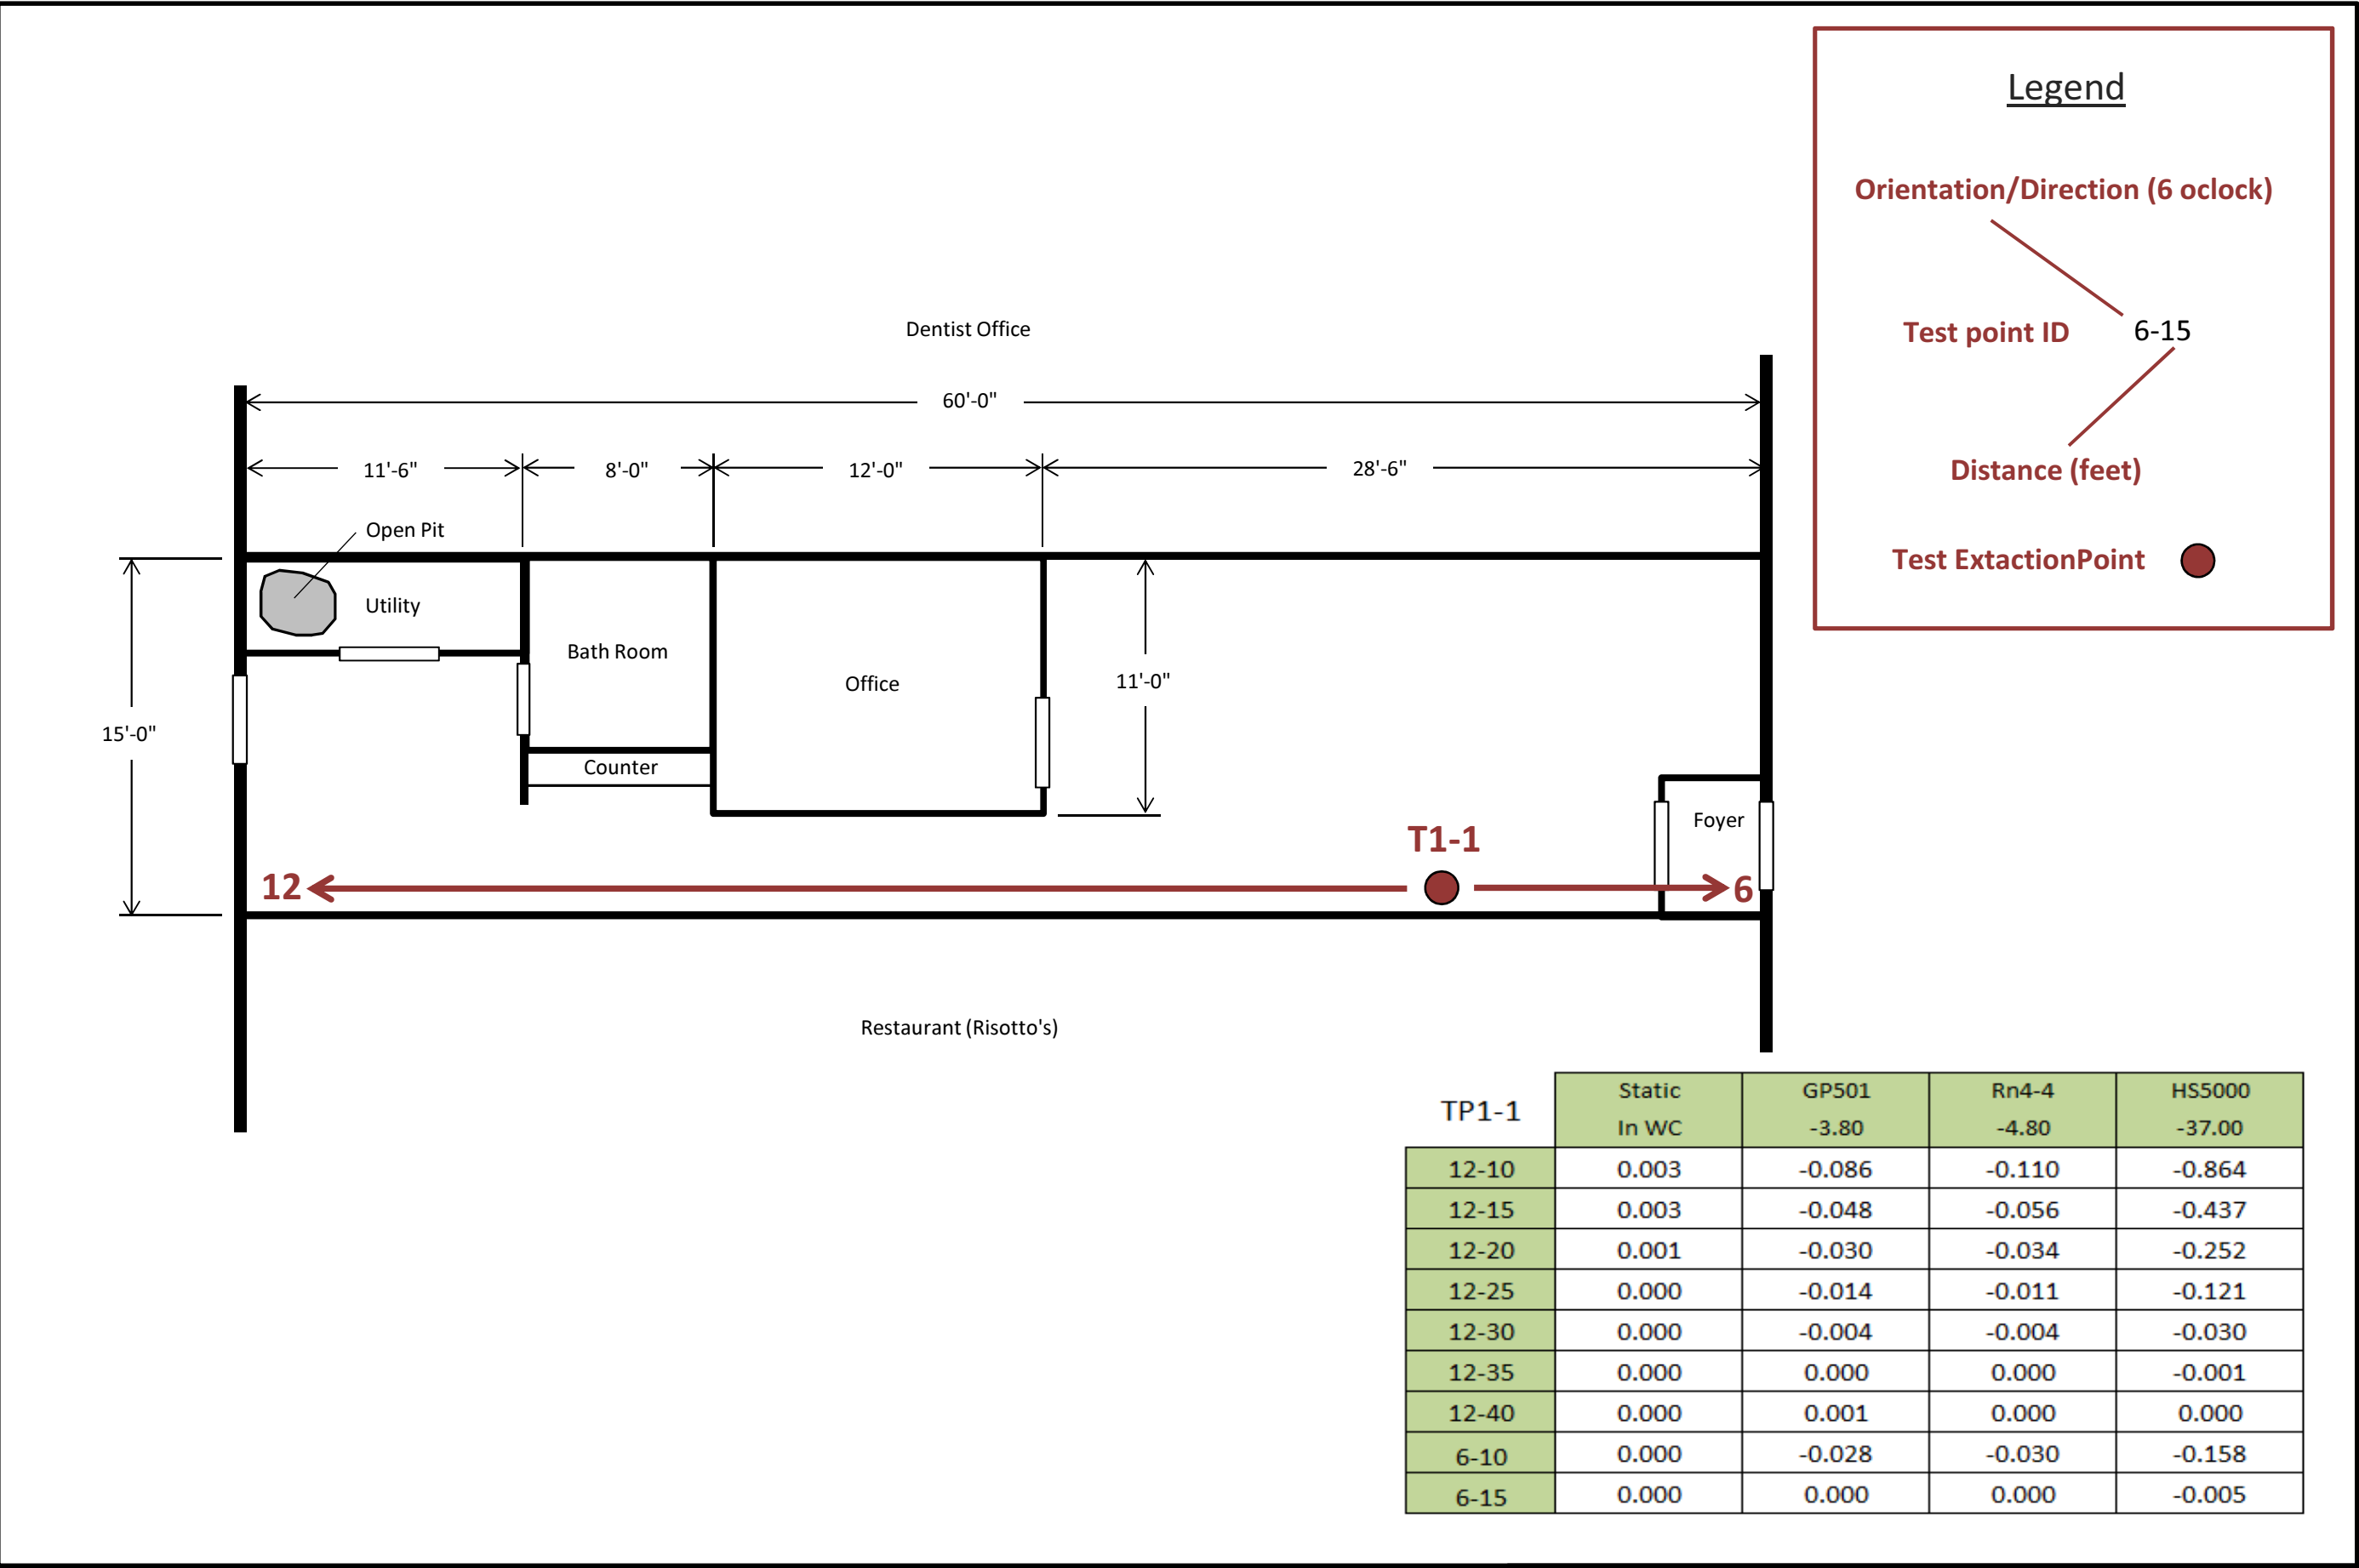 Legend
Orientation/Direction (6 oclock)
Test point ID 6-15
Distance (feet)
Test ExtactionPoint
Dentist Office
60'-0"
11'-6" 8'-0" 12'-0" 28'-6"
Open Pit
Utility
Bath Room
Office
11'-0"
15'-0"
Counter
Foyer
T1-1
12 6
Restaurant (Risotto's)
TP1-1 Static GP501 Rn4-4 HS5000
In WC -3.80 -4.80 -37.00
12-10 0.003 -0.086 -0.110 -0.864
12-15 0.003 -0.048 -0.056 -0.437
12-20 0.001 -0.030 -0.034 -0.252
12-25 0.000 -0.014 -0.011 -0.121
12-30 0.000 -0.004 -0.004 -0.030
12-35 0.000 0.000 0.000 -0.001
12-40 0.000 0.001 0.000 0.000
6-10 0.000 -0.028 -0.030 -0.158
6-15 0.000 0.000 0.000 -0.005